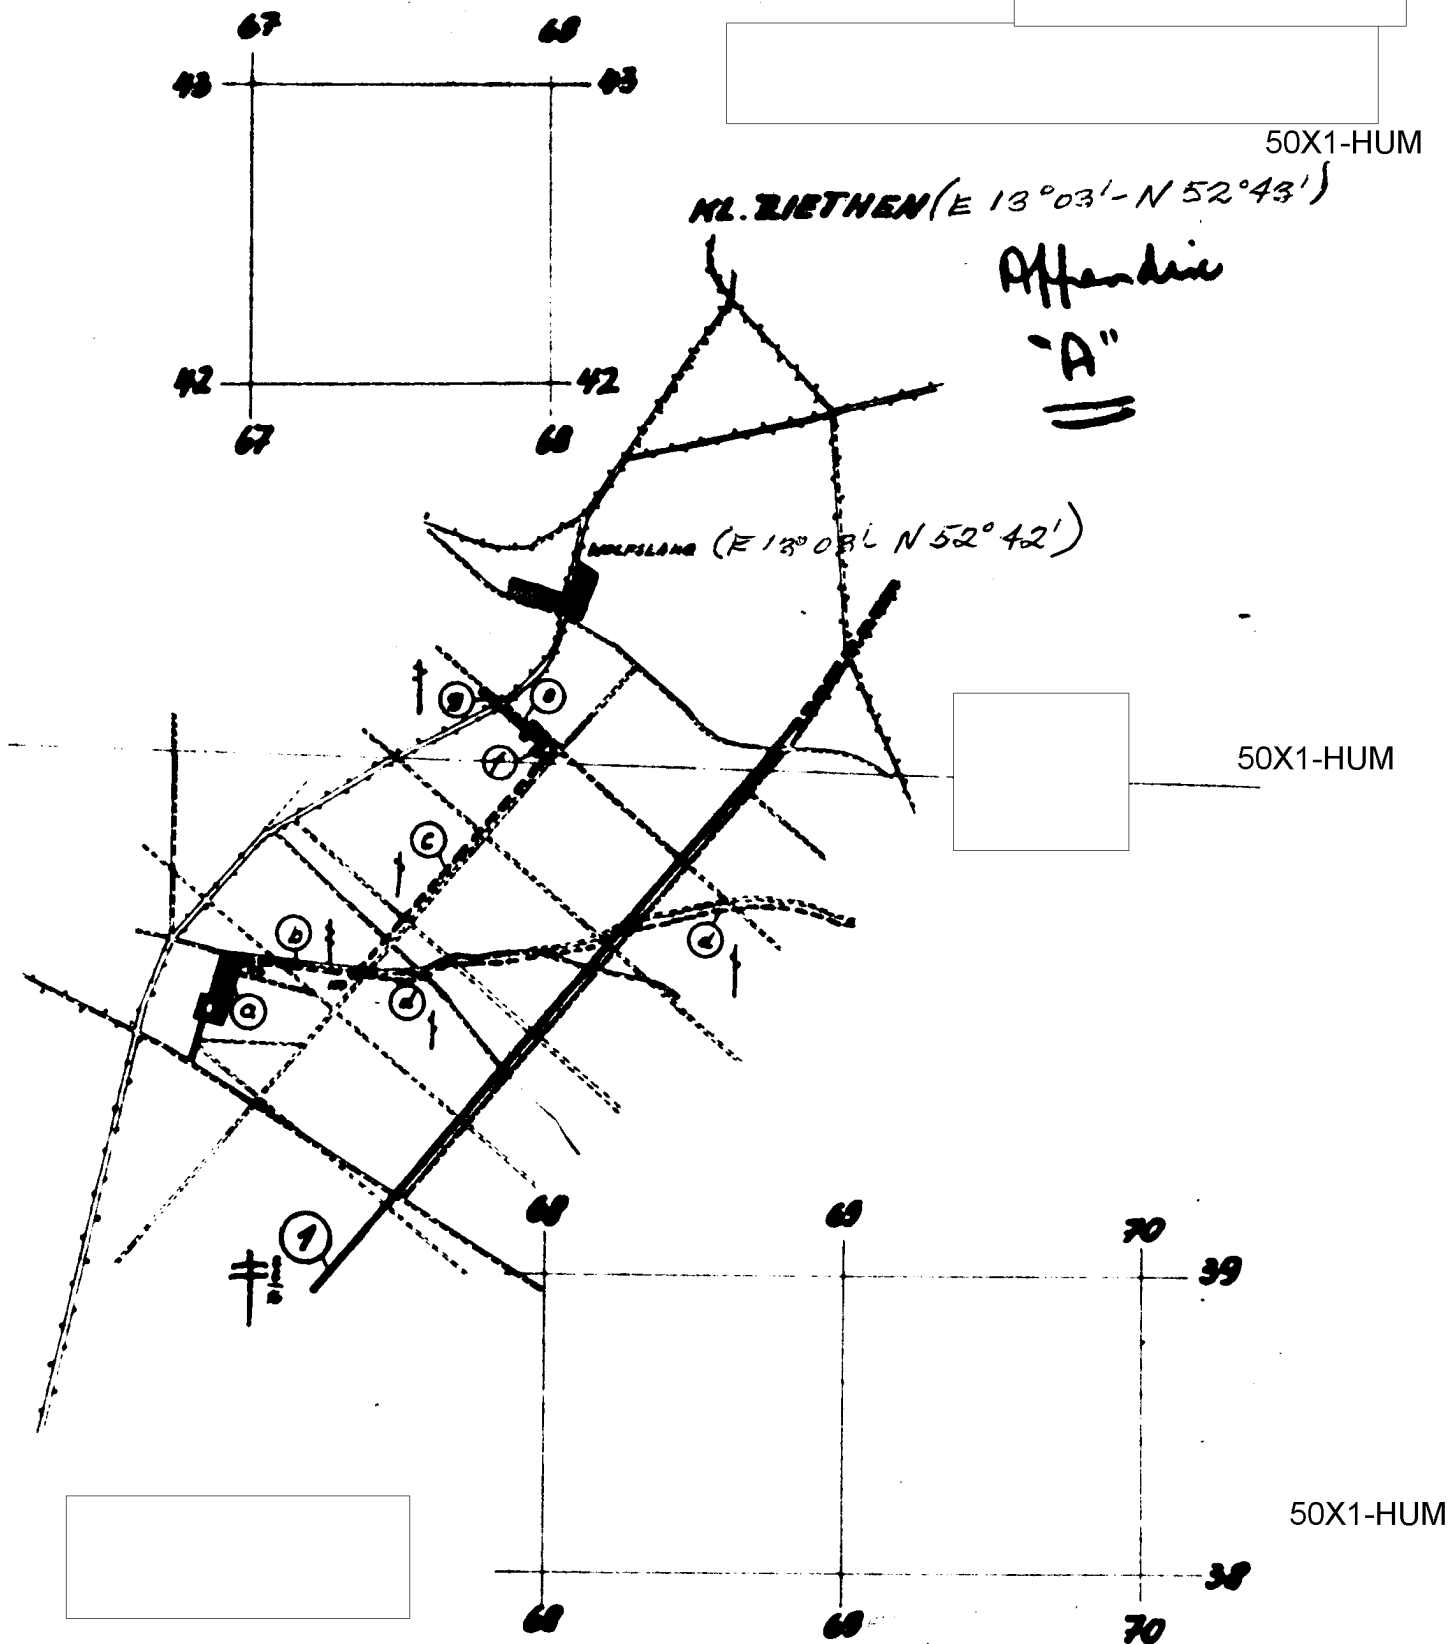 67 68
43 43
50X1-HUM
KL. ZIETHEN (E 13°03' - N 52°43')
Appendix
"A"
42 42
67 68
WOLFSLAKE (E 13°03' N 52°42')
g e
f
50X1-HUM
c
b
d
d
a
1
68 69 70
39
50X1-HUM
38
68 69 70